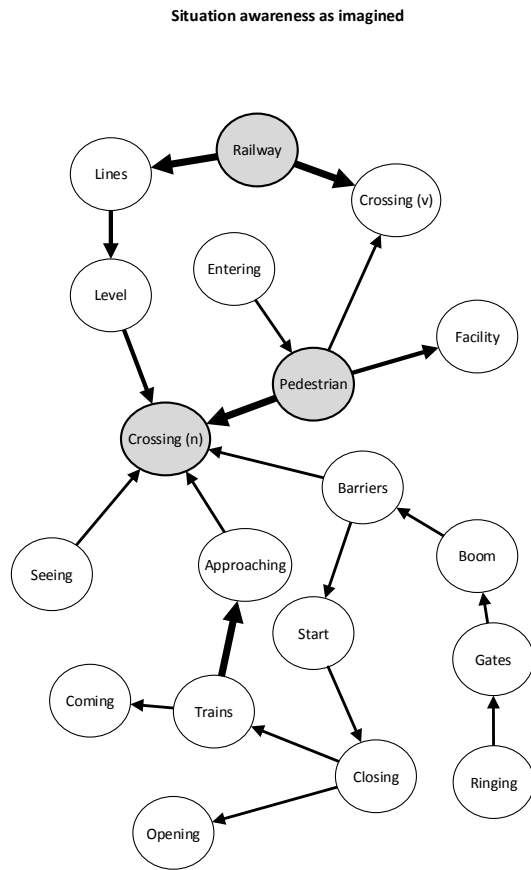 Situation awareness as imagined
Railway
Lines
Crossing (v)
Entering
Level
Facility
Pedestrian
Crossing (n)
Barriers
Boom
Approaching
Seeing
Start
Gates
Coming
Trains
Closing
Ringing
Opening